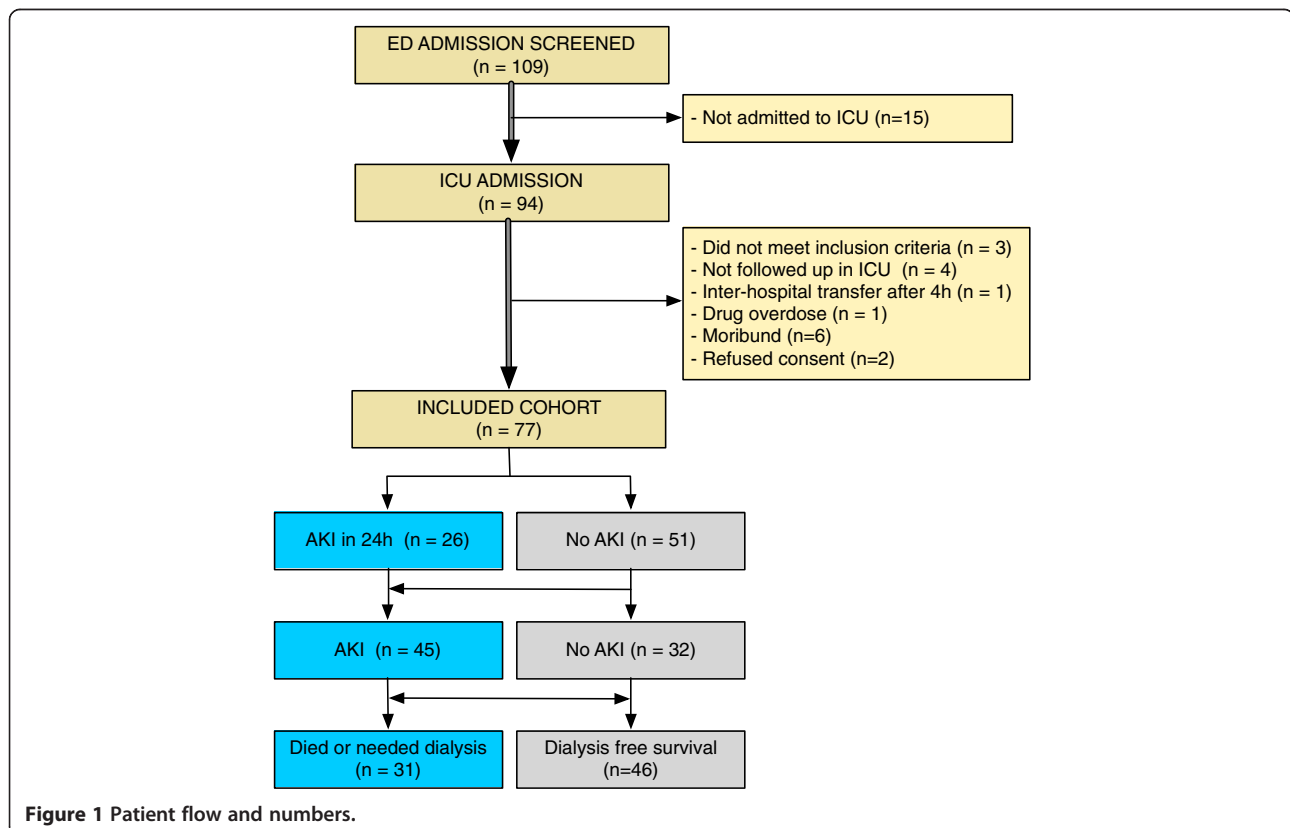 ED ADMISSION SCREENED
(n = 109)
- Not admitted to ICU (n=15)
ICU ADMISSION
(n = 94)
- Did not meet inclusion criteria (n = 3)
- Not followed up in ICU (n = 4)
- Inter-hospital transfer after 4h (n = 1)
- Drug overdose (n = 1)
- Moribund (n=6)
- Refused consent (n=2)
INCLUDED COHORT
(n = 77)
AKI in 24h (n = 26)
No AKI (n = 51)
AKI (n = 45)
No AKI (n = 32)
Died or needed dialysis
(n = 31)
Dialysis free survival
(n=46)
Figure 1 Patient flow and numbers.